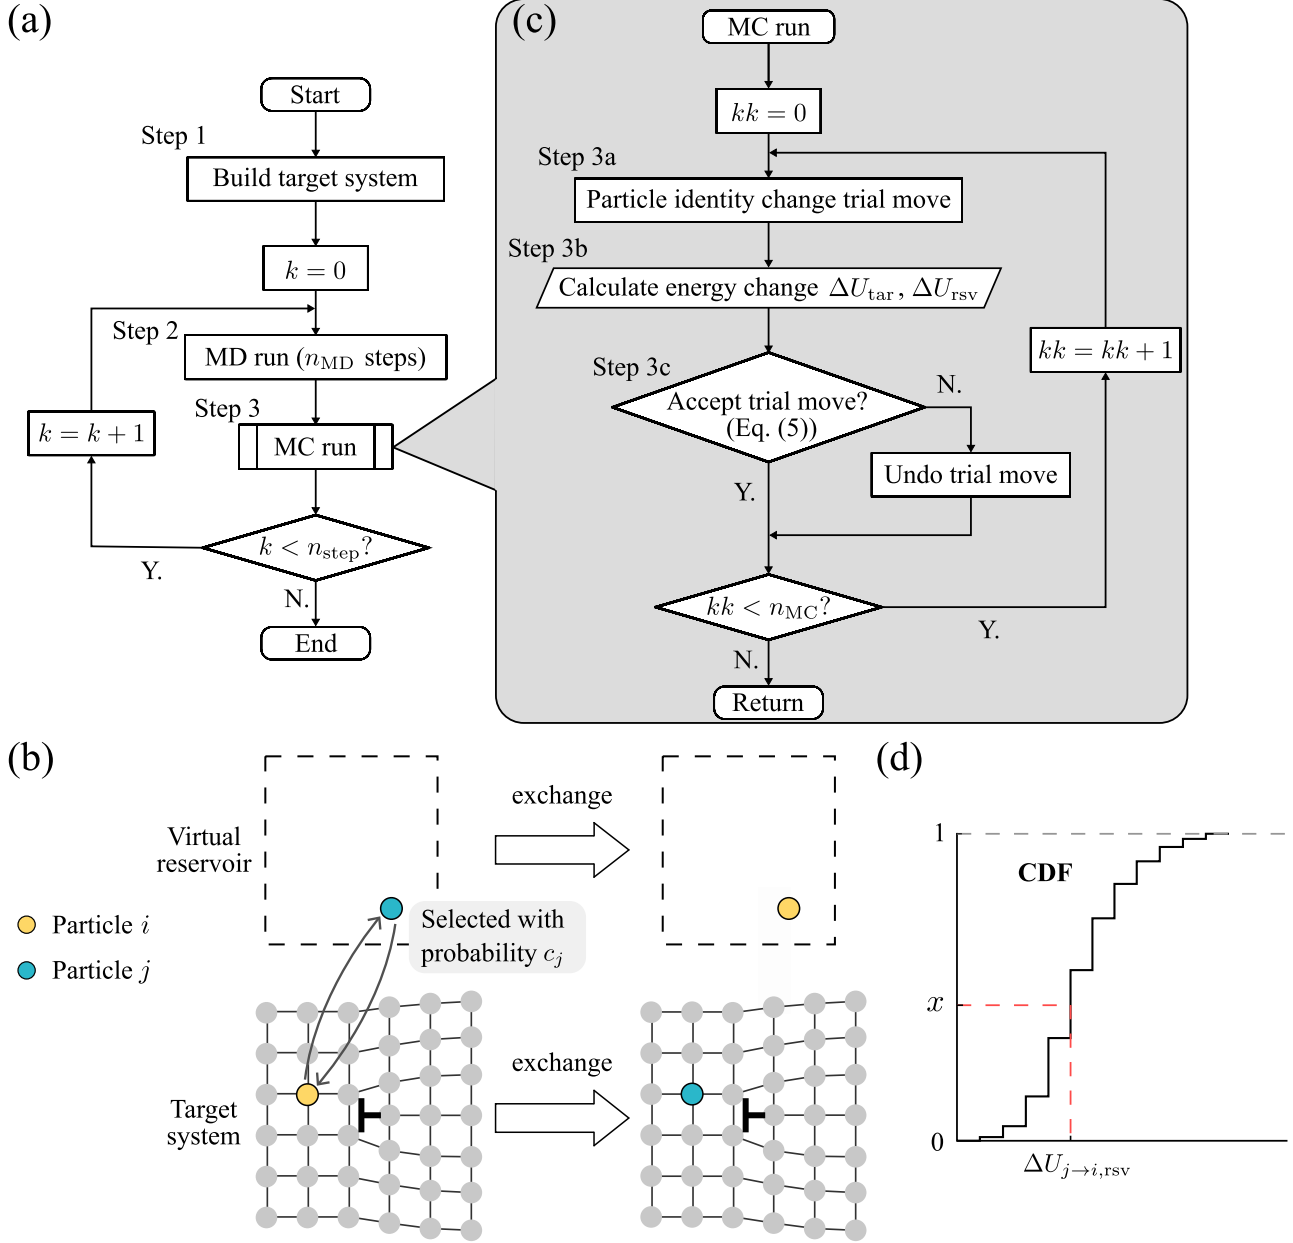 (a)
Start
Step 1
Build target system
k = 0
Step 2
MD run (n_MD steps)
Step 3
k = k + 1
MC run
k < n_step?
Y.
N.
End
(c)
MC run
kk = 0
Step 3a
Particle identity change trial move
Step 3b
Calculate energy change ΔU_tar, ΔU_rsv
Step 3c
kk = kk + 1
Accept trial move?
(Eq. (5))
N.
Undo trial move
Y.
kk < n_MC?
Y.
N.
Return
(b)
Virtual
reservoir
exchange
Selected with
probability c_j
Particle i
Particle j
Target
system
exchange
(d)
1
CDF
x
0
ΔU_{j→i,rsv}